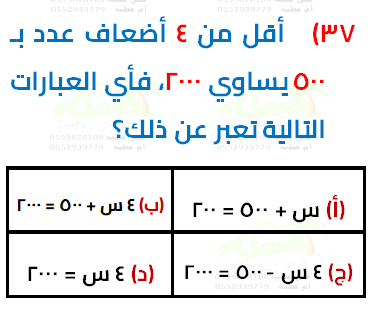 ٣٧) أقل من ٤ أضعاف عدد بـ
٥٠٠ يساوي ٢٠٠٠، فأي العبارات
التالية تعبر عن ذلك؟
(أ) س + ٥٠٠ = ٢٠٠
(ب) ٤ س + ٥٠٠ = ٢٠٠٠
(ج) ٤ س - ٥٠٠ = ٢٠٠٠
(د) ٤ س = ٢٠٠٠